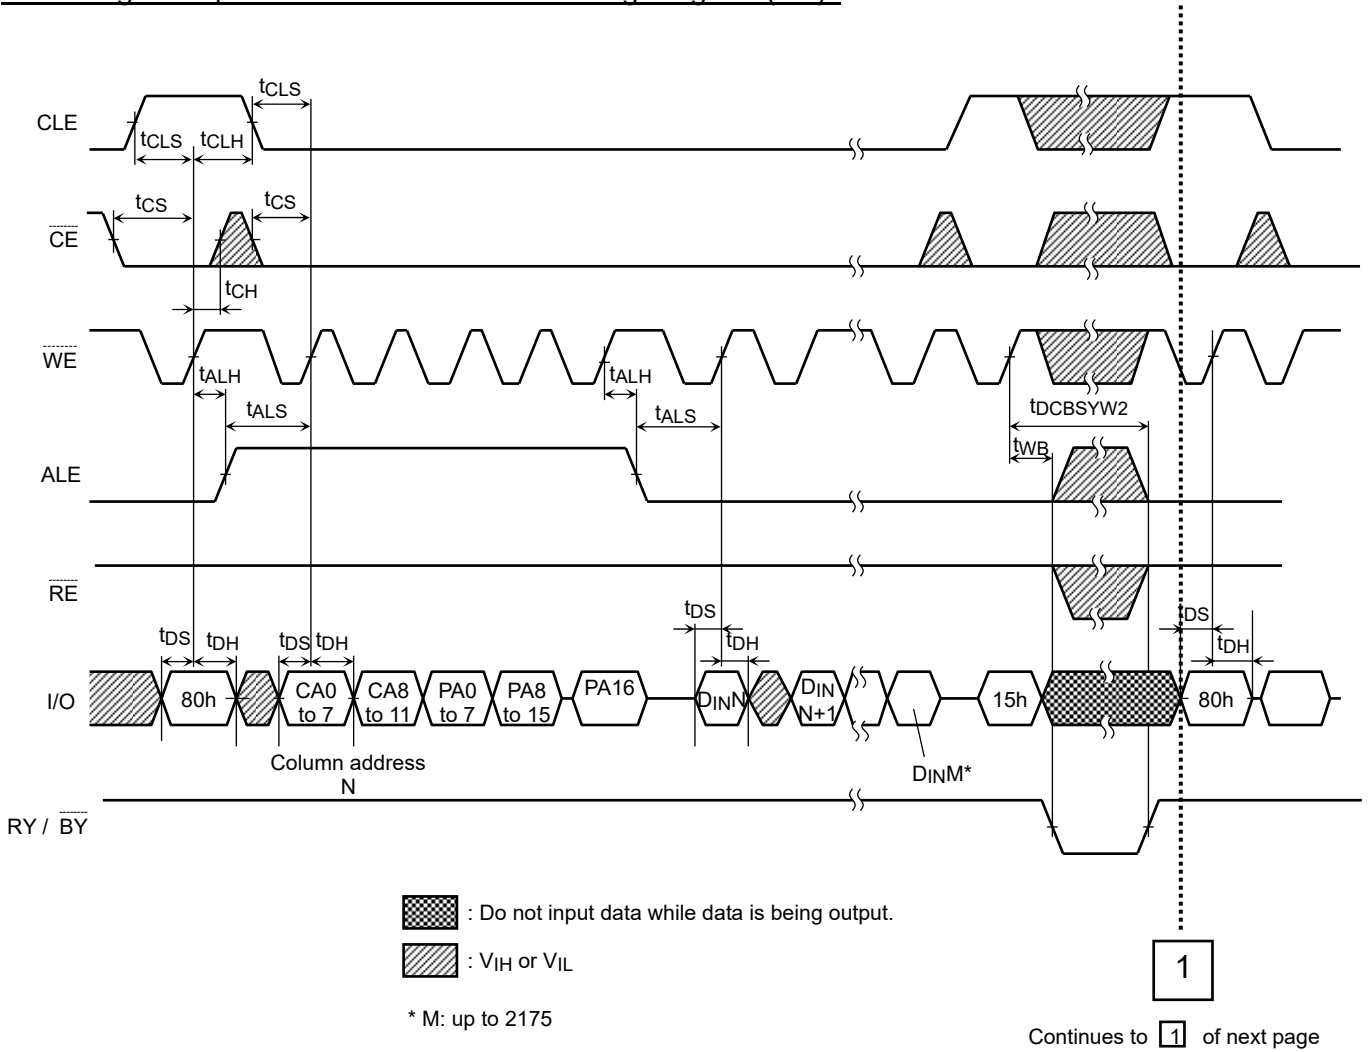 tCLS
CLE
tCLS
tCLH
tCS
tCS
CE
tCH
WE
tALH
tALH
tALS
tALS
tDCBSYW2
tWB
ALE
RE
tDS
tDH
tDS
tDH
tDS
tDH
tDS
tDH
I/O
80h
CA0 to 7
CA8 to 11
PA0 to 7
PA8 to 15
PA16
DINN
DIN N+1
15h
80h
Column address
N
DINM*
RY / BY
: Do not input data while data is being output.
: VIH or VIL
* M: up to 2175
1
Continues to 1 of next page